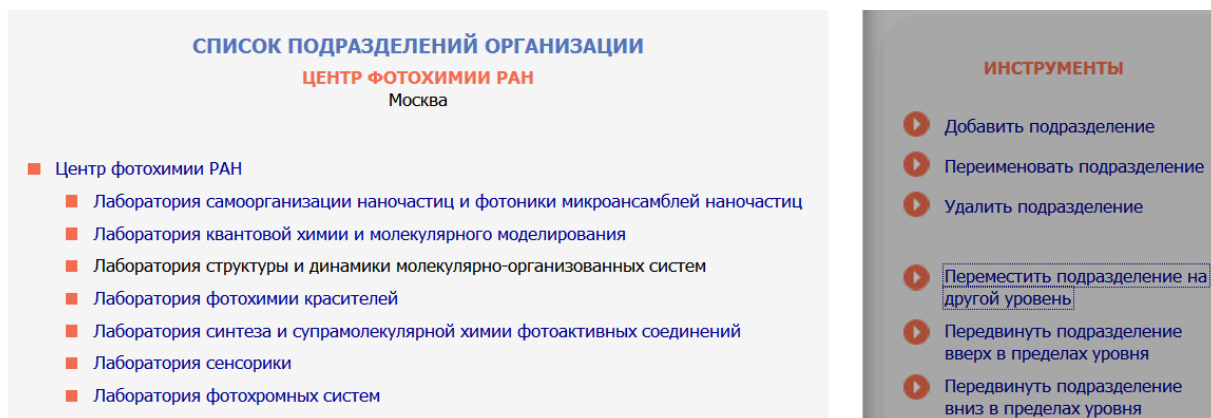 СПИСОК ПОДРАЗДЕЛЕНИЙ ОРГАНИЗАЦИИ
ЦЕНТР ФОТОХИМИИ РАН
Москва
Центр фотохимии РАН
Лаборатория самоорганизации наночастиц и фотоники микроансамблей наночастиц
Лаборатория квантовой химии и молекулярного моделирования
Лаборатория структуры и динамики молекулярно-организованных систем
Лаборатория фотохимии красителей
Лаборатория синтеза и супрамолекулярной химии фотоактивных соединений
Лаборатория сенсорики
Лаборатория фотохромных систем
ИНСТРУМЕНТЫ
Добавить подразделение
Переименовать подразделение
Удалить подразделение
Переместить подразделение на
другой уровень
Передвинуть подразделение
вверх в пределах уровня
Передвинуть подразделение
вниз в пределах уровня